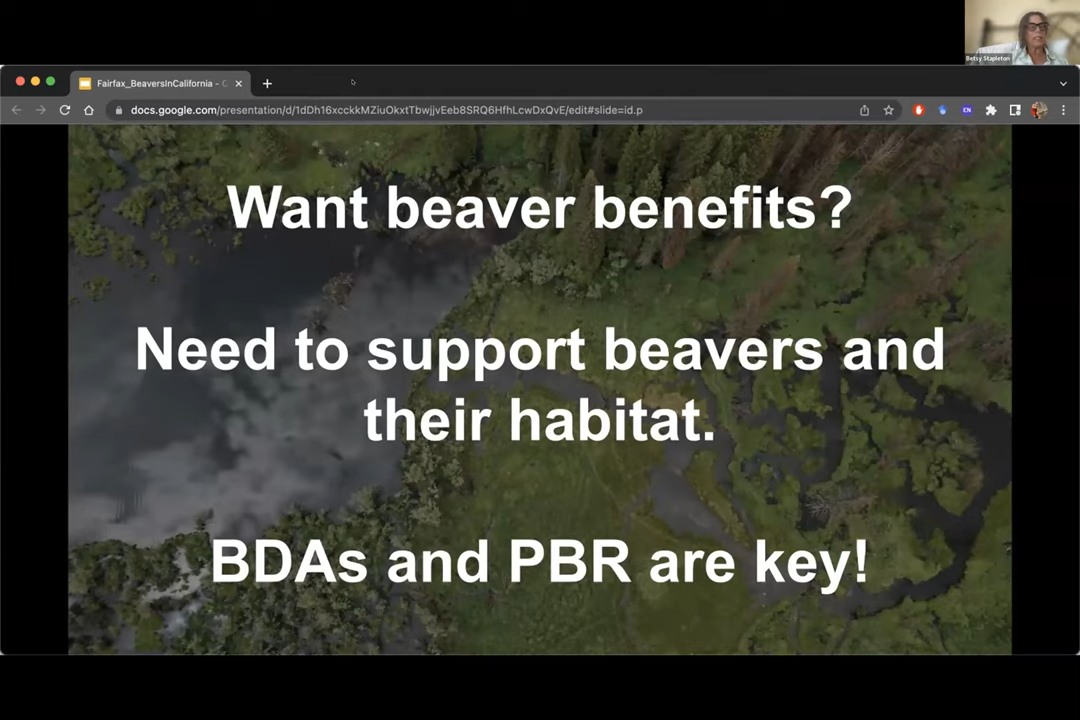 Betsy Stapleton
Fairfax_BeaversInCalifornia -
docs.google.com/presentation/d/1dDh16xcckkMZiuOkxtTbwjjvEeb8SRQ6HfhLcwDxQvE/edit#slide=id.p
EN
Want beaver benefits?
Need to support beavers and
their habitat.
BDAs and PBR are key!